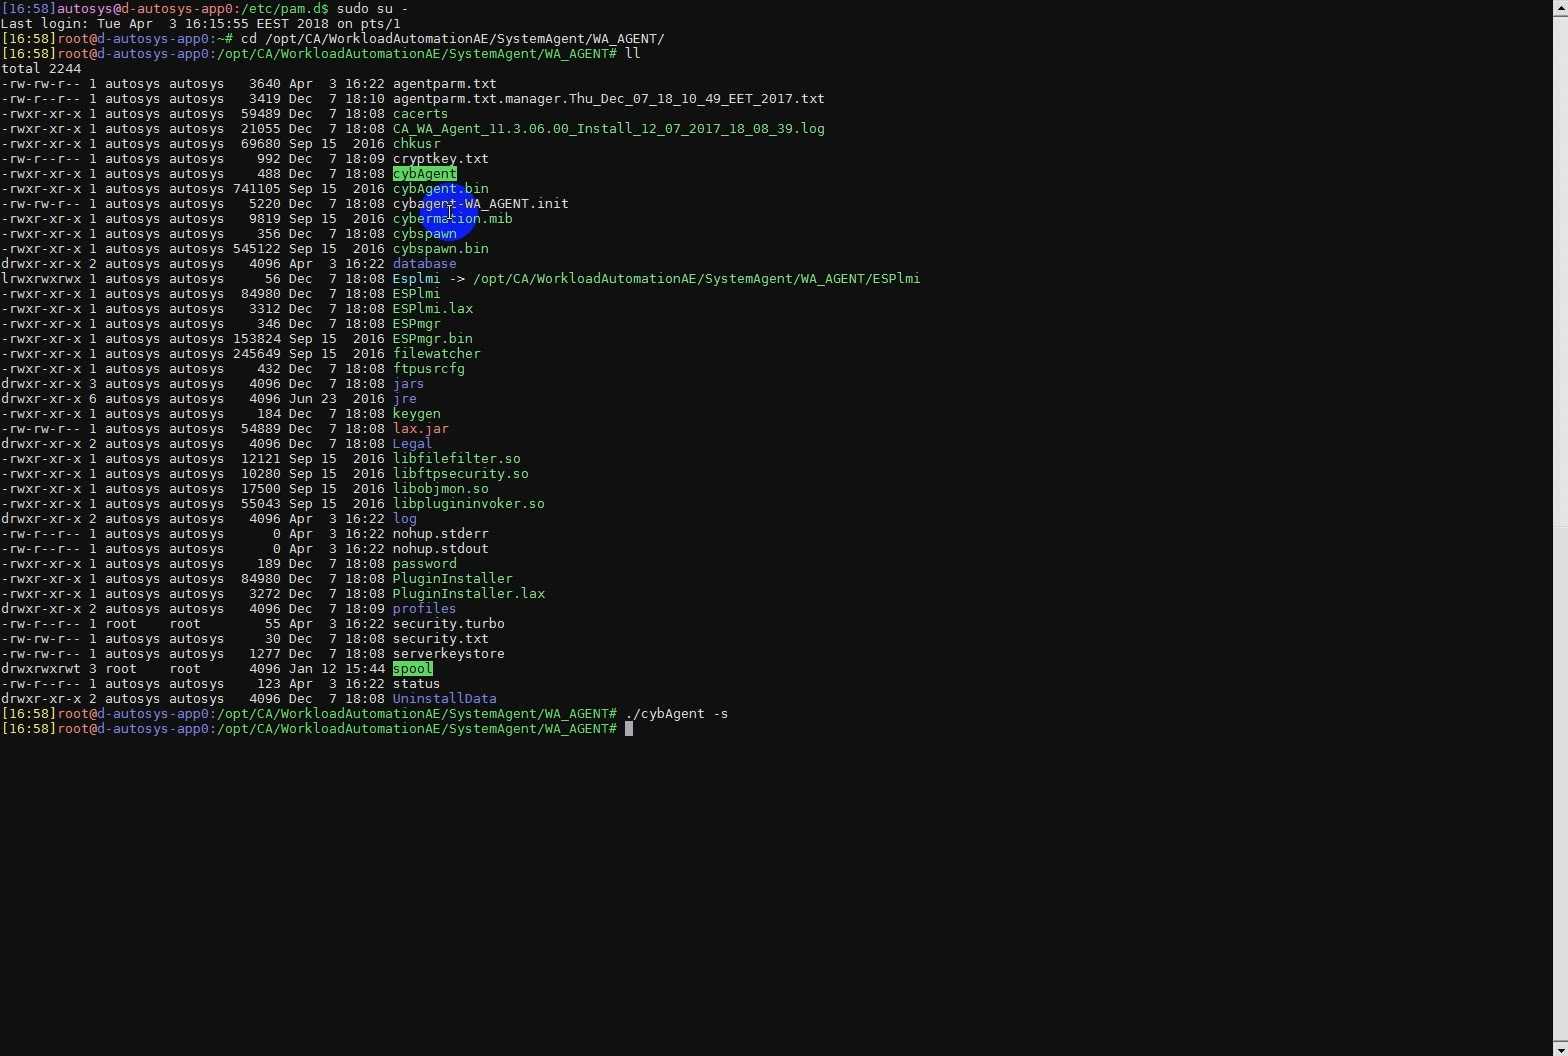 [16:58]autosys@d-autosys-app0:/etc/pam.d$ sudo su -
Last login: Tue Apr  3 16:15:55 EEST 2018 on pts/1
[16:58]root@d-autosys-app0:~# cd /opt/CA/WorkloadAutomationAE/SystemAgent/WA_AGENT/
[16:58]root@d-autosys-app0:/opt/CA/WorkloadAutomationAE/SystemAgent/WA_AGENT# ll
total 2244
-rw-rw-r-- 1 autosys autosys   3640 Apr  3 16:22 agentparm.txt
-rw-r--r-- 1 autosys autosys   3419 Dec  7 18:10 agentparm.txt.manager.Thu_Dec_07_18_10_49_EET_2017.txt
-rwxr-xr-x 1 autosys autosys  59489 Dec  7 18:08 cacerts
-rwxr-xr-x 1 autosys autosys  21055 Dec  7 18:08 CA_WA_Agent_11.3.06.00_Install_12_07_2017_18_08_39.log
-rwxr-xr-x 1 autosys autosys  69680 Sep 15  2016 chkusr
-rw-r--r-- 1 autosys autosys    992 Dec  7 18:09 cryptkey.txt
-rwxr-xr-x 1 autosys autosys    488 Dec  7 18:08 cybAgent
-rwxr-xr-x 1 autosys autosys 741105 Sep 15  2016 cybAgent.bin
-rw-rw-r-- 1 autosys autosys   5220 Dec  7 18:08 cybagent-WA_AGENT.init
-rwxr-xr-x 1 autosys autosys   9819 Sep 15  2016 cybermation.mib
-rwxr-xr-x 1 autosys autosys    356 Dec  7 18:08 cybspawn
-rwxr-xr-x 1 autosys autosys 545122 Sep 15  2016 cybspawn.bin
drwxr-xr-x 2 autosys autosys   4096 Apr  3 16:22 database
lrwxrwxrwx 1 autosys autosys     56 Dec  7 18:08 Esplmi -> /opt/CA/WorkloadAutomationAE/SystemAgent/WA_AGENT/ESPlmi
-rwxr-xr-x 1 autosys autosys  84980 Dec  7 18:08 ESPlmi
-rwxr-xr-x 1 autosys autosys   3312 Dec  7 18:08 ESPlmi.lax
-rwxr-xr-x 1 autosys autosys    346 Dec  7 18:08 ESPmgr
-rwxr-xr-x 1 autosys autosys 153824 Sep 15  2016 ESPmgr.bin
-rwxr-xr-x 1 autosys autosys 245649 Sep 15  2016 filewatcher
-rwxr-xr-x 1 autosys autosys    432 Dec  7 18:08 ftpusrcfg
drwxr-xr-x 3 autosys autosys   4096 Dec  7 18:08 jars
drwxr-xr-x 6 autosys autosys   4096 Jun 23  2016 jre
-rwxr-xr-x 1 autosys autosys    184 Dec  7 18:08 keygen
-rw-rw-r-- 1 autosys autosys  54889 Dec  7 18:08 lax.jar
drwxr-xr-x 2 autosys autosys   4096 Dec  7 18:08 Legal
-rwxr-xr-x 1 autosys autosys  12121 Sep 15  2016 libfilefilter.so
-rwxr-xr-x 1 autosys autosys  10280 Sep 15  2016 libftpsecurity.so
-rwxr-xr-x 1 autosys autosys  17500 Sep 15  2016 libobjmon.so
-rwxr-xr-x 1 autosys autosys  55043 Sep 15  2016 libplugininvoker.so
drwxr-xr-x 2 autosys autosys   4096 Apr  3 16:22 log
-rw-r--r-- 1 autosys autosys      0 Apr  3 16:22 nohup.stderr
-rw-r--r-- 1 autosys autosys      0 Apr  3 16:22 nohup.stdout
-rwxr-xr-x 1 autosys autosys    189 Dec  7 18:08 password
-rwxr-xr-x 1 autosys autosys  84980 Dec  7 18:08 PluginInstaller
-rwxr-xr-x 1 autosys autosys   3272 Dec  7 18:08 PluginInstaller.lax
drwxr-xr-x 2 autosys autosys   4096 Dec  7 18:09 profiles
-rw-r--r-- 1 root    root        55 Apr  3 16:22 security.turbo
-rw-rw-r-- 1 autosys autosys     30 Dec  7 18:08 security.txt
-rw-rw-r-- 1 autosys autosys   1277 Dec  7 18:08 serverkeystore
drwxrwxrwt 3 root    root      4096 Jan 12 15:44 spool
-rw-r--r-- 1 autosys autosys    123 Apr  3 16:22 status
drwxr-xr-x 2 autosys autosys   4096 Dec  7 18:08 UninstallData
[16:58]root@d-autosys-app0:/opt/CA/WorkloadAutomationAE/SystemAgent/WA_AGENT# ./cybAgent -s
[16:58]root@d-autosys-app0:/opt/CA/WorkloadAutomationAE/SystemAgent/WA_AGENT#